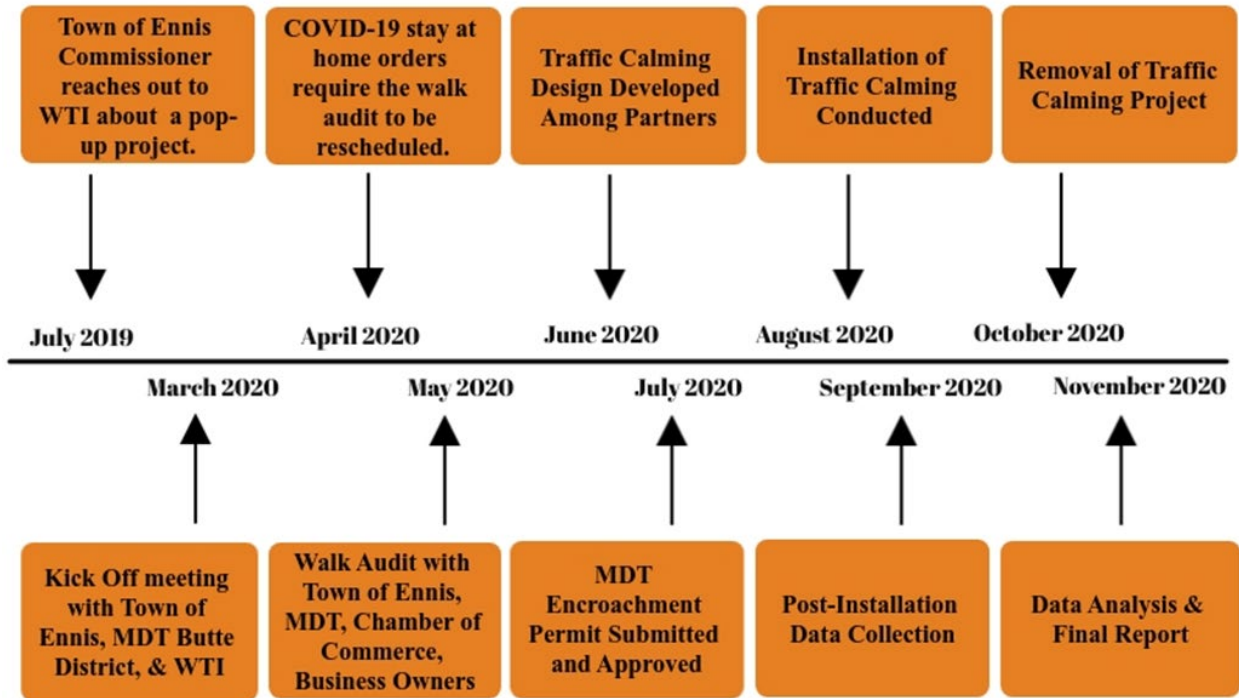 Town of Ennis
Commissioner
reaches out to
WTI about a pop-
up project.
COVID-19 stay at
home orders
require the walk
audit to be
rescheduled.
Traffic Calming
Design Developed
Among Partners
Installation of
Traffic Calming
Conducted
Removal of Traffic
Calming Project
July 2019
April 2020
June 2020
August 2020
October 2020
March 2020
May 2020
July 2020
September 2020
November 2020
Kick Off meeting
with Town of
Ennis, MDT Butte
District, & WTI
Walk Audit with
Town of Ennis,
MDT, Chamber of
Commerce,
Business Owners
MDT
Encroachment
Permit Submitted
and Approved
Post-Installation
Data Collection
Data Analysis &
Final Report